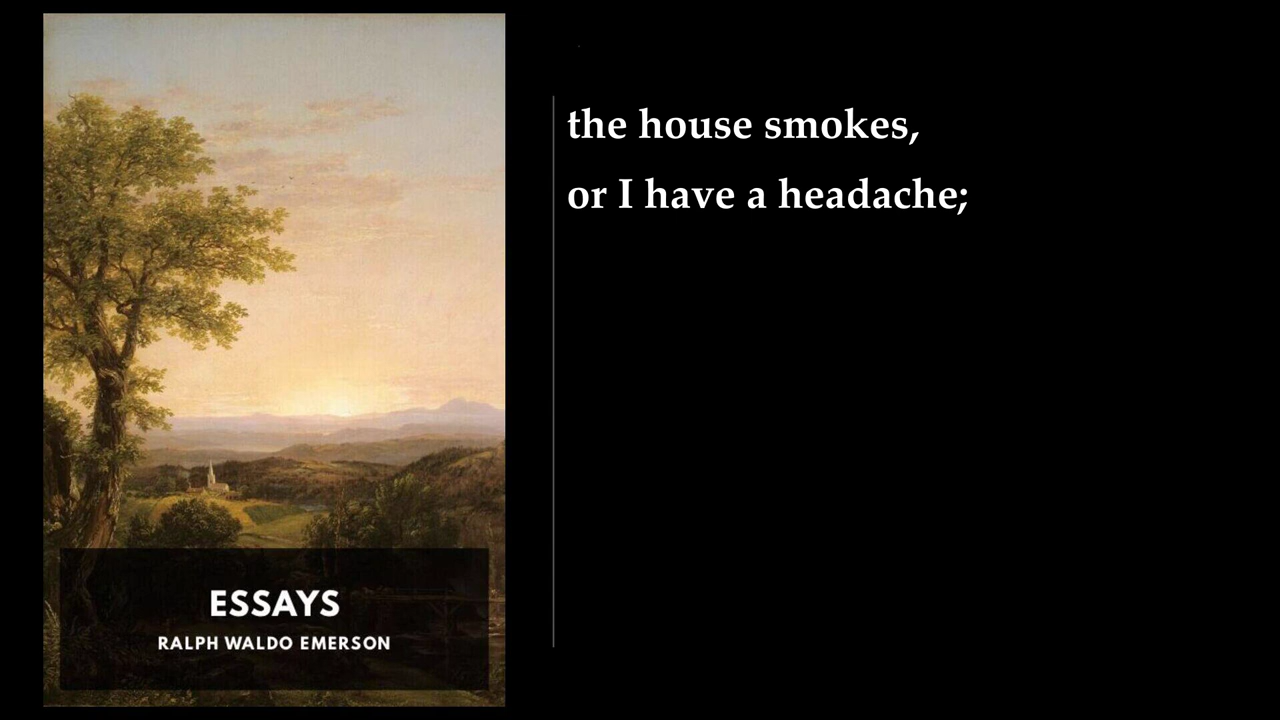 ESSAYS
RALPH WALDO EMERSON
the house smokes,
or I have a headache;